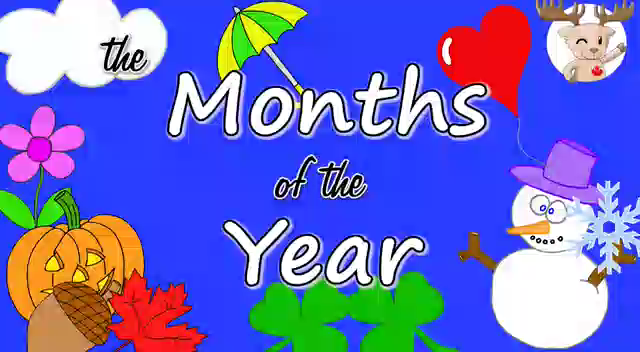 the
Months
of the
Year